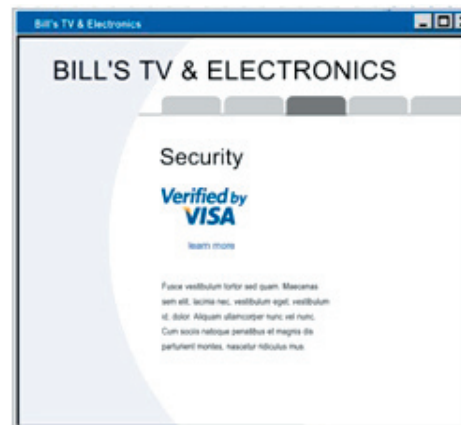 Bill's TV & Electronics
BILL'S TV & ELECTRONICS
Security
Verified by
VISA
learn more
Fusce vestibulum tortor sed quam. Maecenas
sem elit, lacinia nec, vestibulum eget, vestibulum
id, dolor. Aliquam ullamcorper nunc vel nunc.
Cum sociis natoque penatibus et magnis dis
parturient montes, nascetur ridiculus mus.